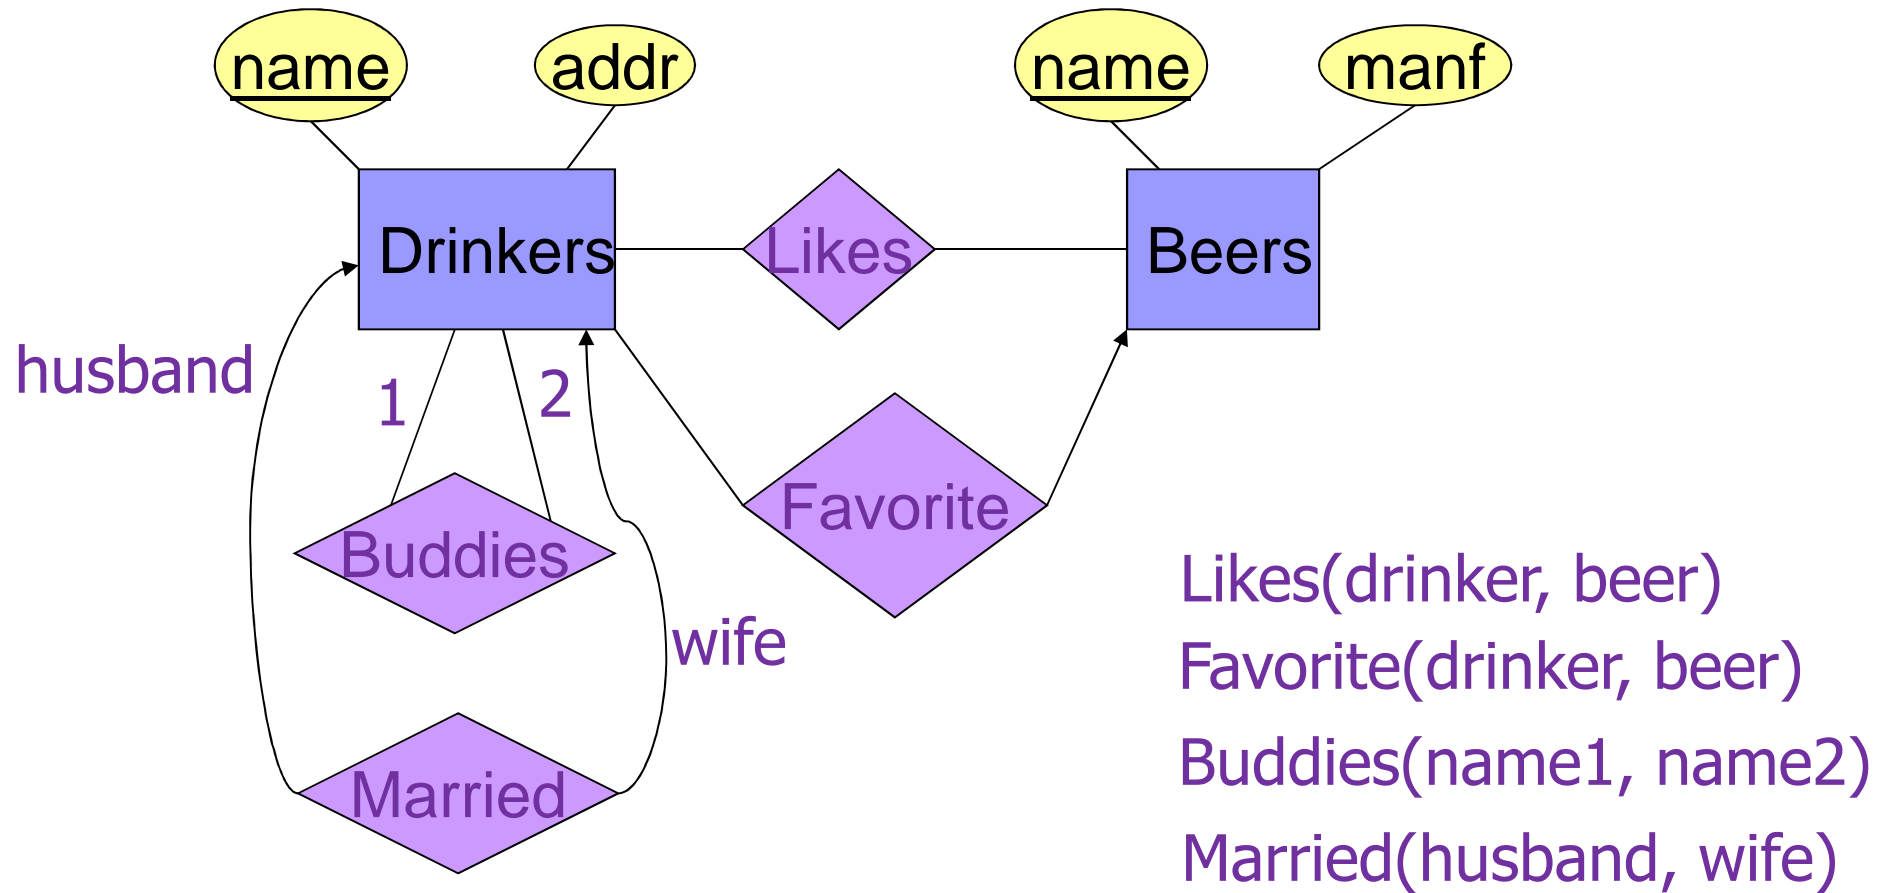 name
addr
name
manf
Drinkers
Likes
Beers
husband
1
2
Favorite
Buddies
wife
Married
Likes(drinker, beer)
Favorite(drinker, beer)
Buddies(name1, name2)
Married(husband, wife)